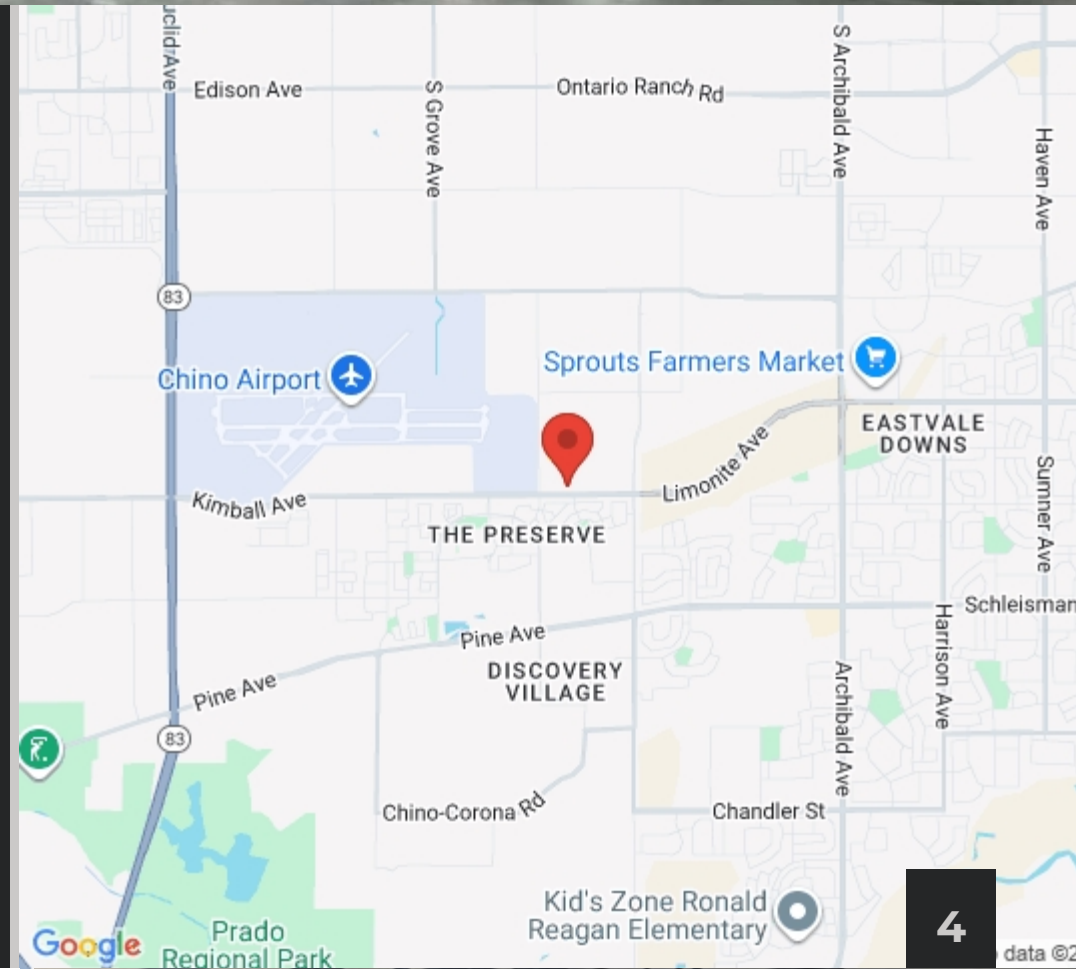 uclid Ave
Edison Ave
S Grove Ave
Ontario Ranch Rd
S Archibald Ave
Haven Ave
83
Chino Airport
Sprouts Farmers Market
EASTVALE
DOWNS
Limonite Ave
Kimball Ave
THE PRESERVE
Sumner Ave
Schleisman
Harrison Ave
Pine Ave
DISCOVERY
VILLAGE
Pine Ave
Archibald Ave
83
Chino-Corona Rd
Chandler St
Kid's Zone Ronald
Reagan Elementary
4
Prado
Regional Park
Google
data ©2